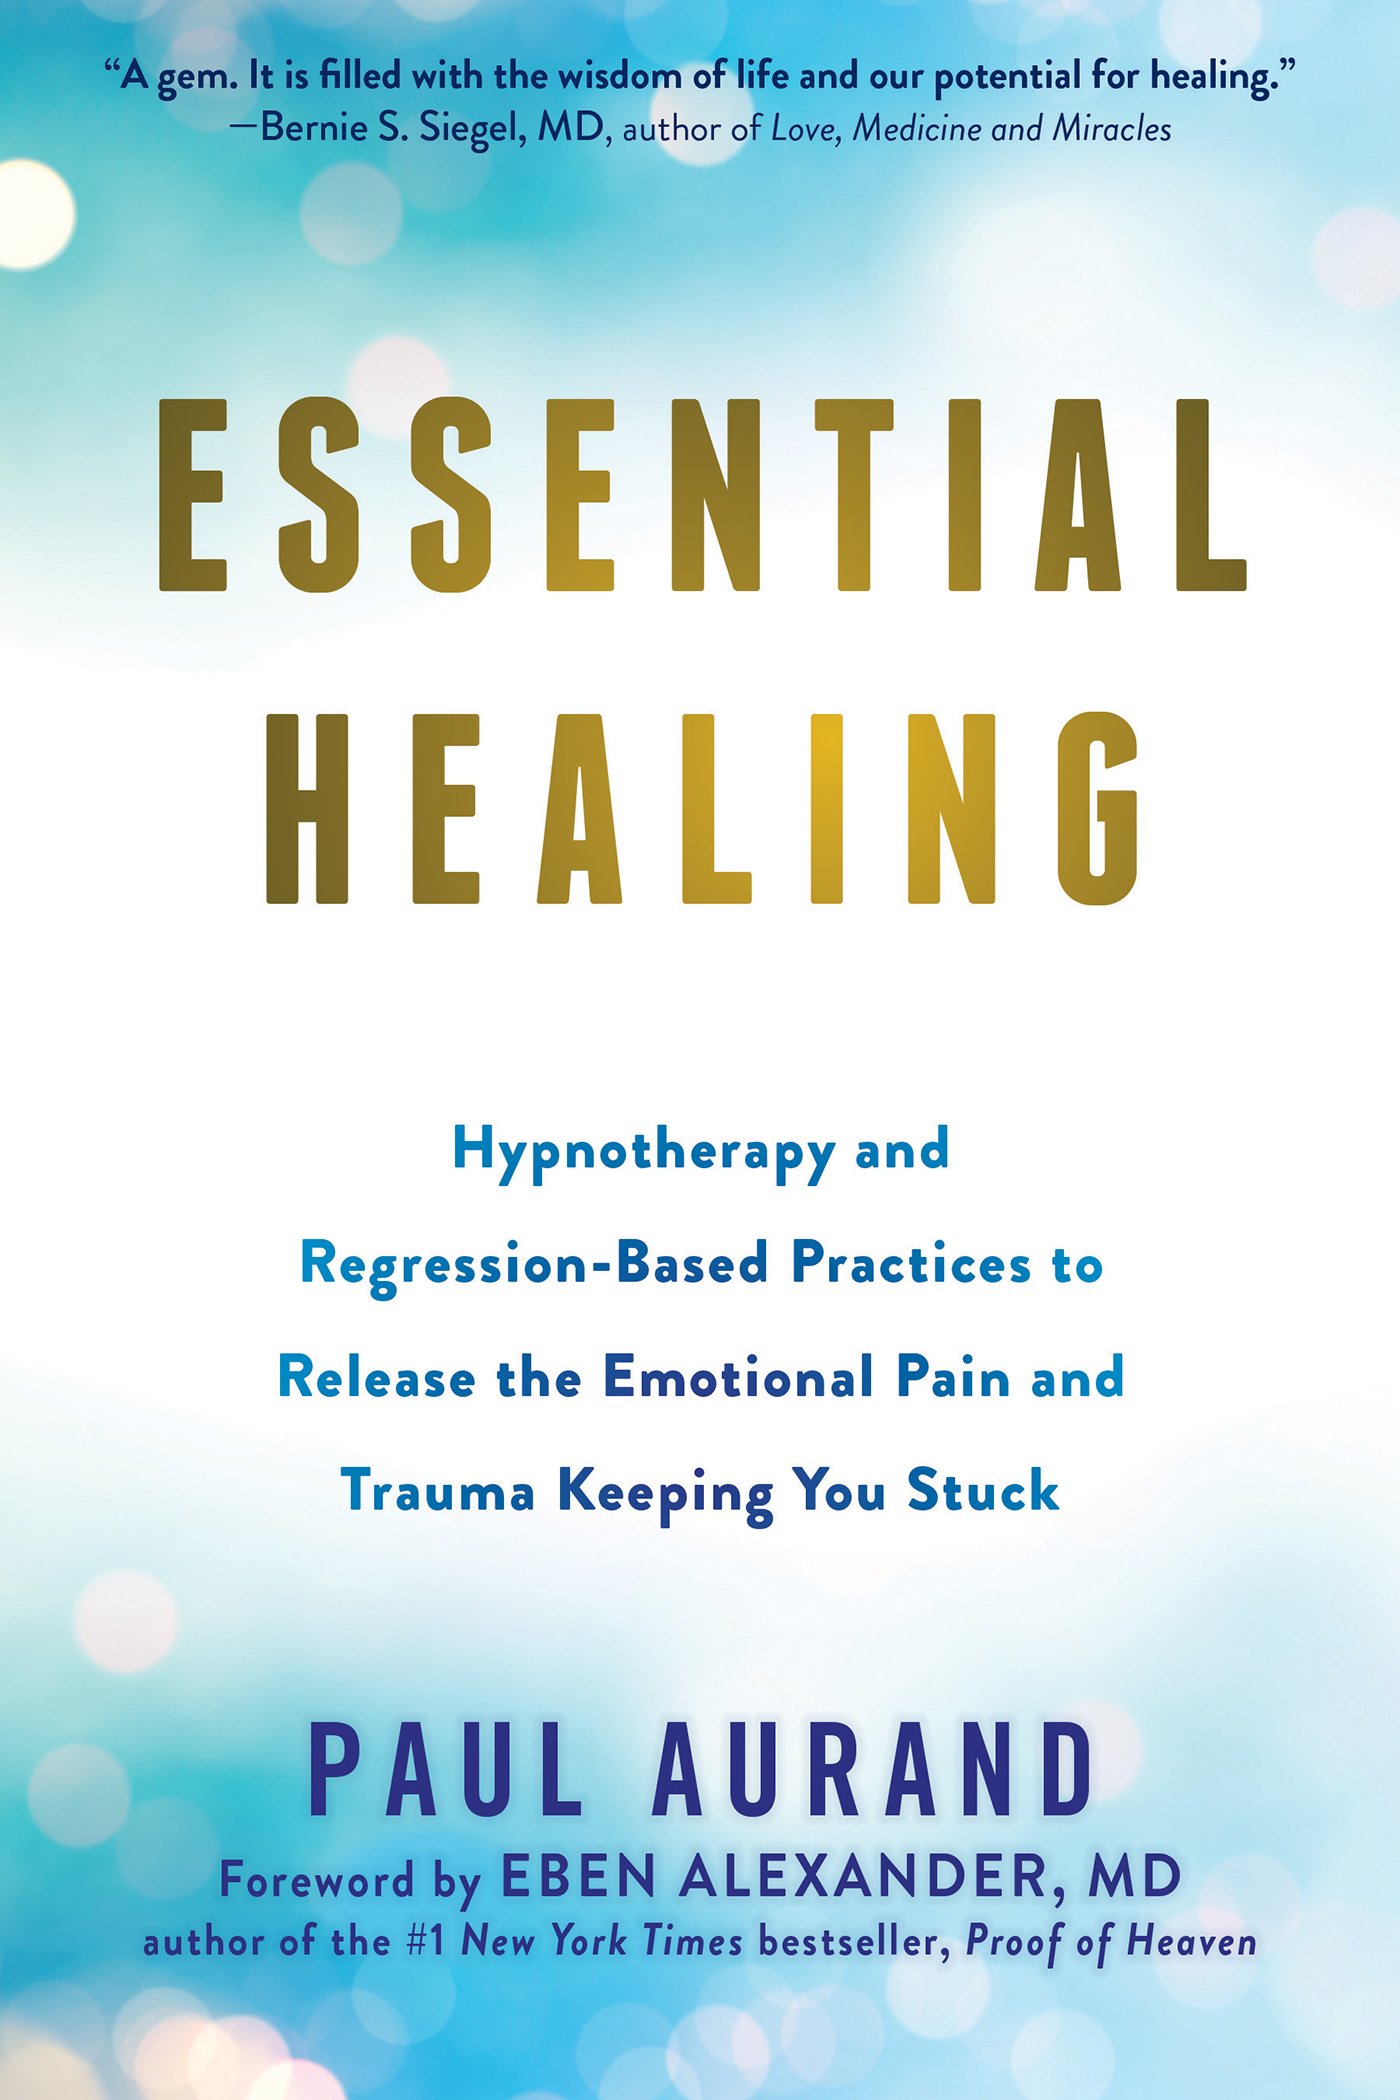 “A gem. It is filled with the wisdom of life and our potential for healing.”
—Bernie S. Siegel, MD, author of Love, Medicine and Miracles
ESSENTIAL
HEALING
Hypnotherapy and
Regression-Based Practices to
Release the Emotional Pain and
Trauma Keeping You Stuck
PAUL AURAND
Foreword by EBEN ALEXANDER, MD
author of the #1 New York Times bestseller, Proof of Heaven